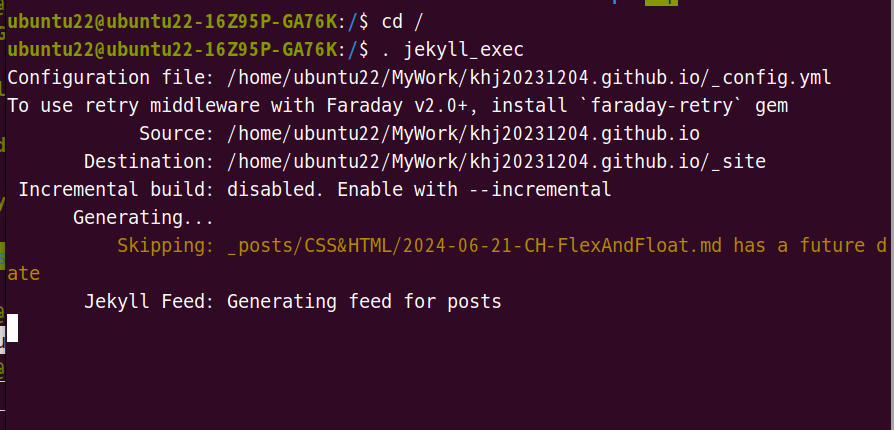 ubuntu22@ubuntu22-16Z95P-GA76K:/$ cd /
ubuntu22@ubuntu22-16Z95P-GA76K:/$ . jekyll_exec
Configuration file: /home/ubuntu22/MyWork/khj20231204.github.io/_config.yml
To use retry middleware with Faraday v2.0+, install `faraday-retry` gem
Source: /home/ubuntu22/MyWork/khj20231204.github.io
Destination: /home/ubuntu22/MyWork/khj20231204.github.io/_site
Incremental build: disabled. Enable with --incremental
Generating...
Skipping: _posts/CSS&HTML/2024-06-21-CH-FlexAndFloat.md has a future d
ate
Jekyll Feed: Generating feed for posts